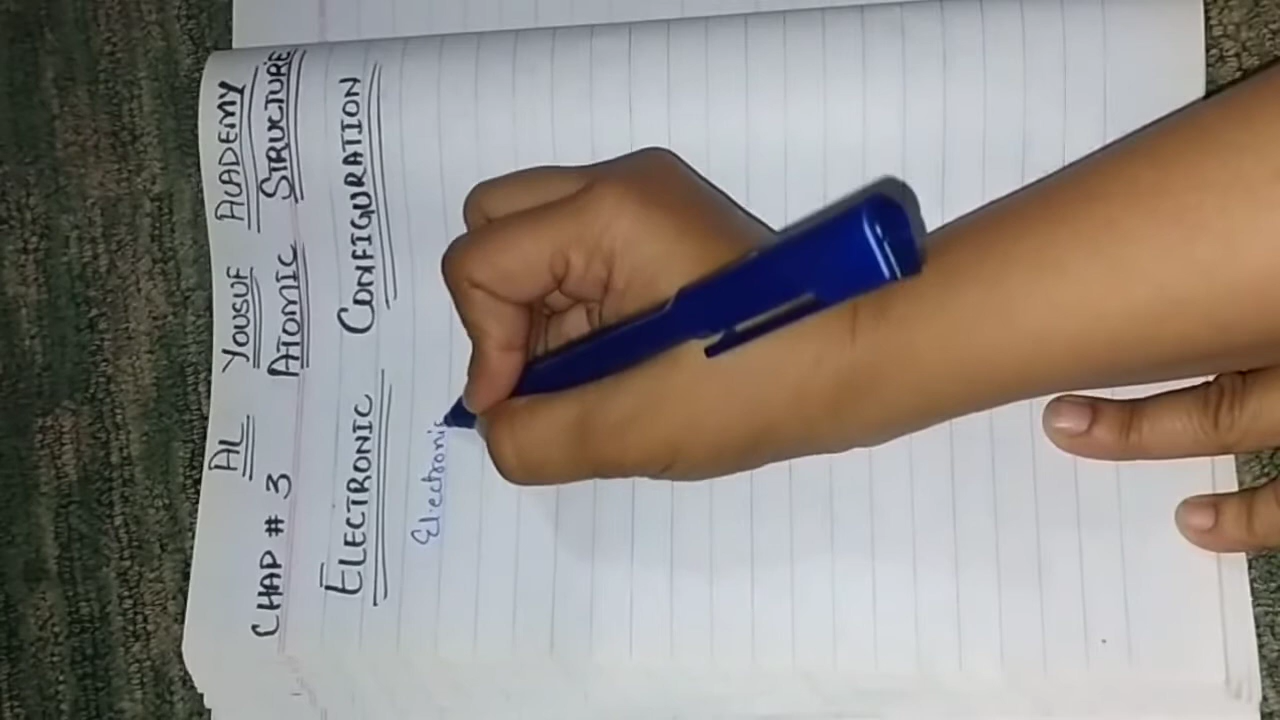 AL YOUSUF ACADEMY
CHAP # 3 ATOMIC STRUCTURE
ELECTRONIC CONFIGURATION
Electronic